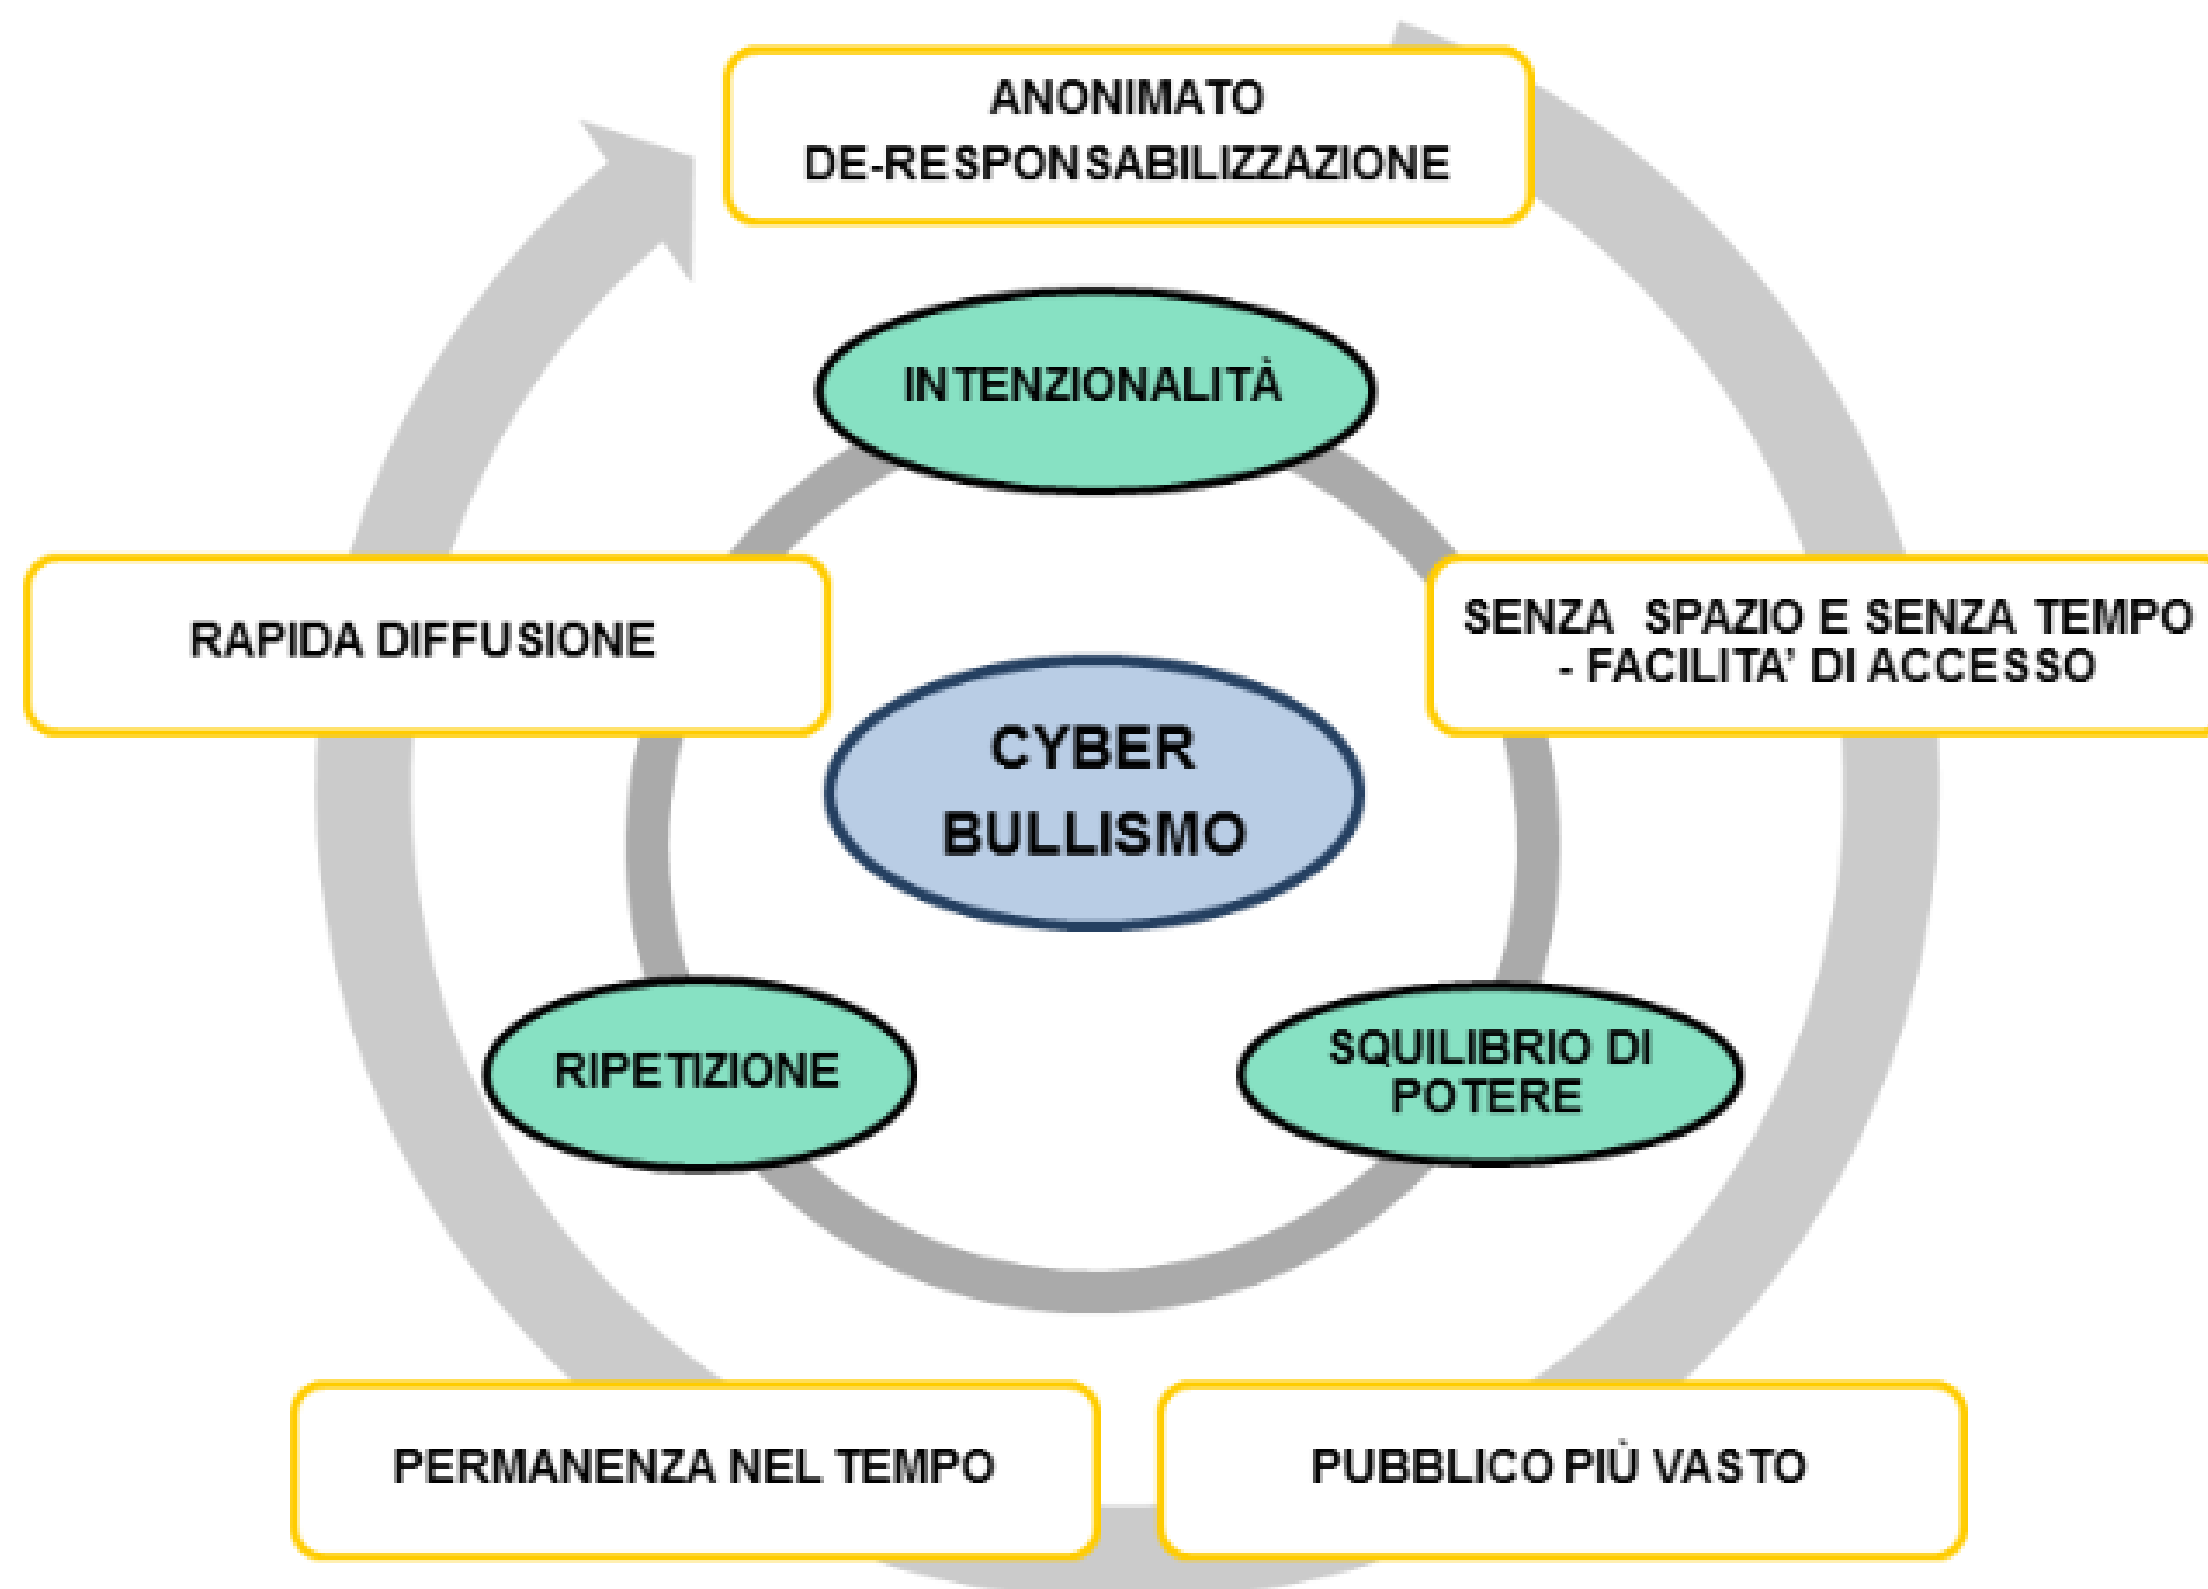 ANONIMATO
DE-RESPONSABILIZZAZIONE
INTENZIONALITÀ
RAPIDA DIFFUSIONE
SENZA SPAZIO E SENZA TEMPO
- FACILITA’ DI ACCESSO
CYBER
BULLISMO
RIPETIZIONE
SQUILIBRIO DI
POTERE
PERMANENZA NEL TEMPO
PUBBLICO PIÙ VASTO